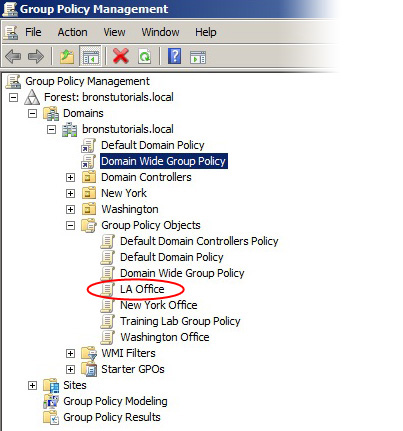 Group Policy Management
File Action View Window Help
Group Policy Management
Forest: bronstutorials.local
Domains
bronstutorials.local
Default Domain Policy
Domain Wide Group Policy
Domain Controllers
New York
Washington
Group Policy Objects
Default Domain Controllers Policy
Default Domain Policy
Domain Wide Group Policy
LA Office
New York Office
Training Lab Group Policy
Washington Office
WMI Filters
Starter GPOs
Sites
Group Policy Modeling
Group Policy Results